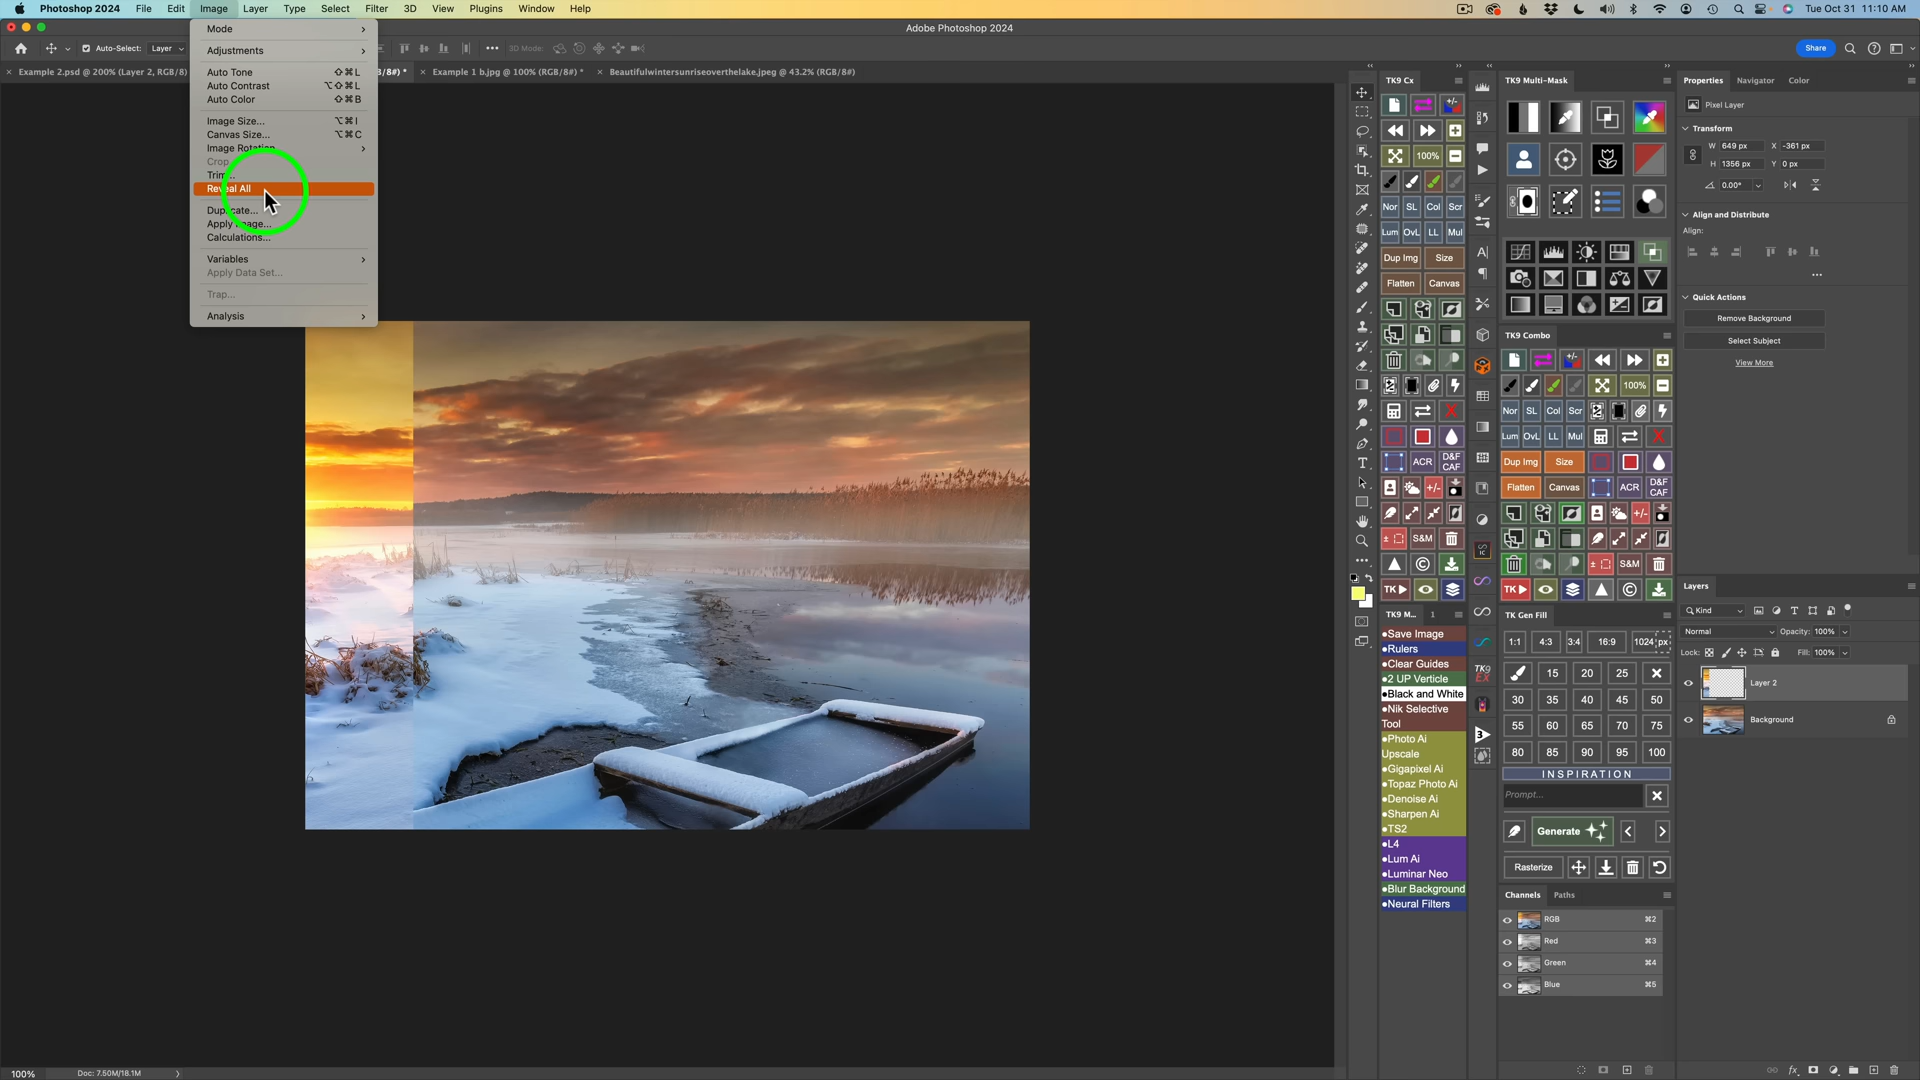 Photoshop 2024 File Edit Image Layer Type Select Filter 3D View Plugins Window Help Tue Oct 31 11:10 AM
Adobe Photoshop 2024
Auto-Select: Layer 3D Mode: Share
Example 2.psd @ 200% (Layer 2, RGB/8) /8#) * Example 1 b.jpg @ 100% (RGB/8#) * Beautifulwintersunriseoverthelake.jpeg @ 43.2% (RGB/8#)
Mode
Adjustments
Auto Tone ⇧⌘L
Auto Contrast ⌥⇧⌘L
Auto Color ⇧⌘B
Image Size... ⌥⌘I
Canvas Size... ⌥⌘C
Image Rotation
Crop
Trim...
Reveal All
Duplicate...
Apply Image...
Calculations...
Variables
Apply Data Set...
Trap...
Analysis
TK9 Cx
100%
Nor SL Col Scr
Lum OvL LL Mul
Dup Img Size
Flatten Canvas
ACR D&F CAF
+/-
S&M
TK
TK9 M... 1
●Save Image
●Rulers
●Clear Guides
●2 UP Verticle
●Black and White
●Nik Selective
Tool
●Photo Ai
Upscale
●Gigapixel Ai
●Topaz Photo Ai
●Denoise Ai
●Sharpen Ai
●TS2
●L4
●Lum Ai
●Luminar Neo
●Blur Background
●Neural Filters
TK9 Multi-Mask
TK9 Combo
100%
Nor SL Col Scr
Lum OvL LL Mul
Dup Img Size
Flatten Canvas ACR D&F CAF
+/-
S&M
TK
TK Gen Fill
1:1 4:3 3:4 16:9 1024 px
15 20 25
30 35 40 45 50
55 60 65 70 75
80 85 90 95 100
INSPIRATION
Prompt...
Generate
Rasterize
Channels Paths
RGB ⌘2
Red ⌘3
Green ⌘4
Blue ⌘5
Properties Navigator Color
Pixel Layer
Transform
W 649 px X -361 px
H 1356 px Y 0 px
0.00°
Align and Distribute
Align:
Quick Actions
Remove Background
Select Subject
View More
Layers
Kind
Normal Opacity: 100%
Lock: Fill: 100%
Layer 2
Background
fx
100% Doc: 7.50M/18.1M